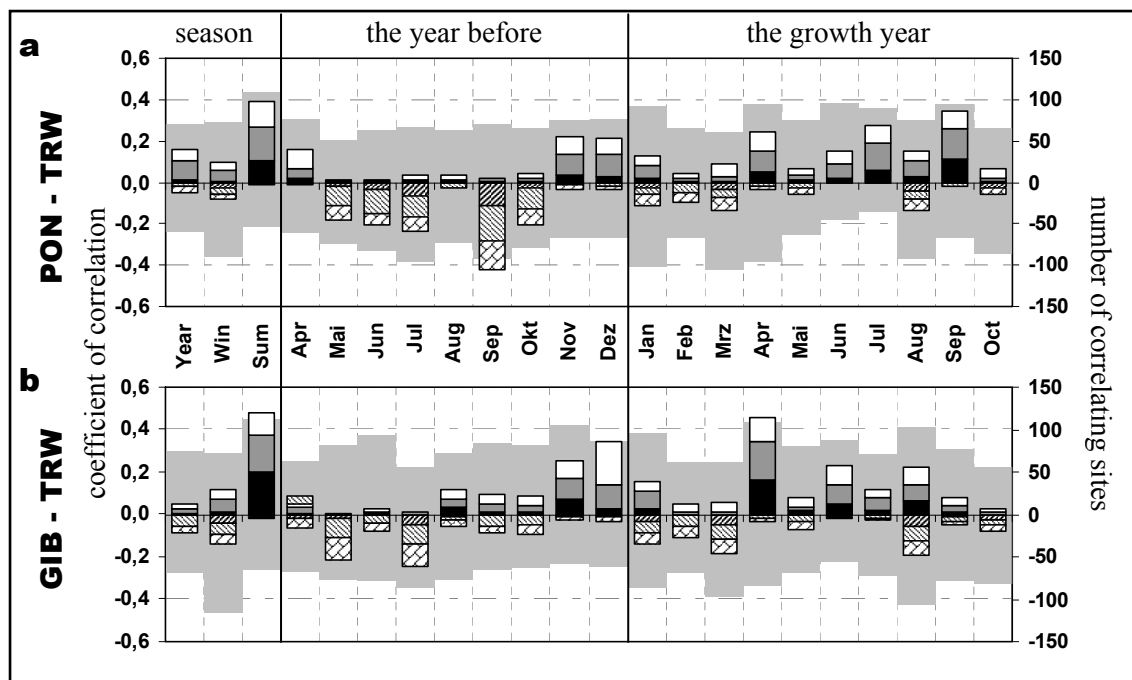 a
season the year before the growth year
0,6 150
0,4 100
0,2 50
0,0 0
-0,2 -50
-0,4 -100
-0,6 -150
PON - TRW
Year Win Sum Apr Mai Jun Jul Aug Sep Okt Nov Dez Jan Feb Mrz Apr Mai Jun Jul Aug Sep Oct
coefficient of correlation
number of correlating sites
b
0,6 150
0,4 100
0,2 50
0,0 0
-0,2 -50
-0,4 -100
-0,6 -150
GIB - TRW